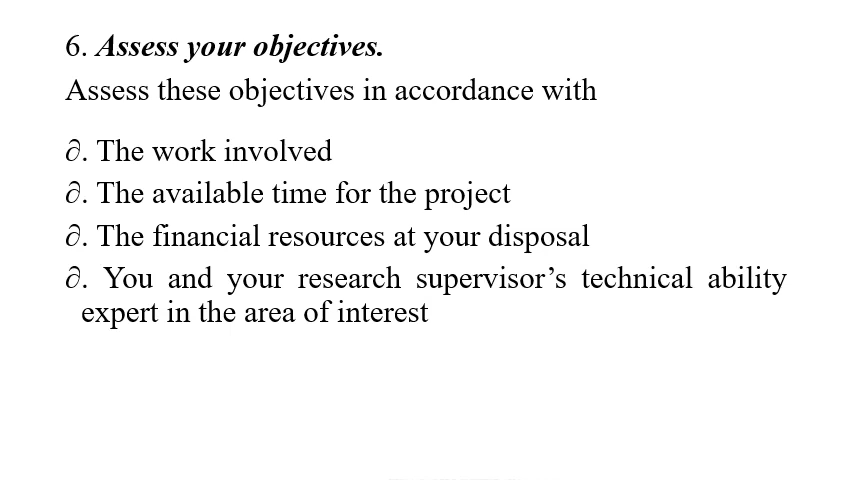 6. Assess your objectives.
Assess these objectives in accordance with
∂. The work involved
∂. The available time for the project
∂. The financial resources at your disposal
∂. You and your research supervisor’s technical ability
expert in the area of interest